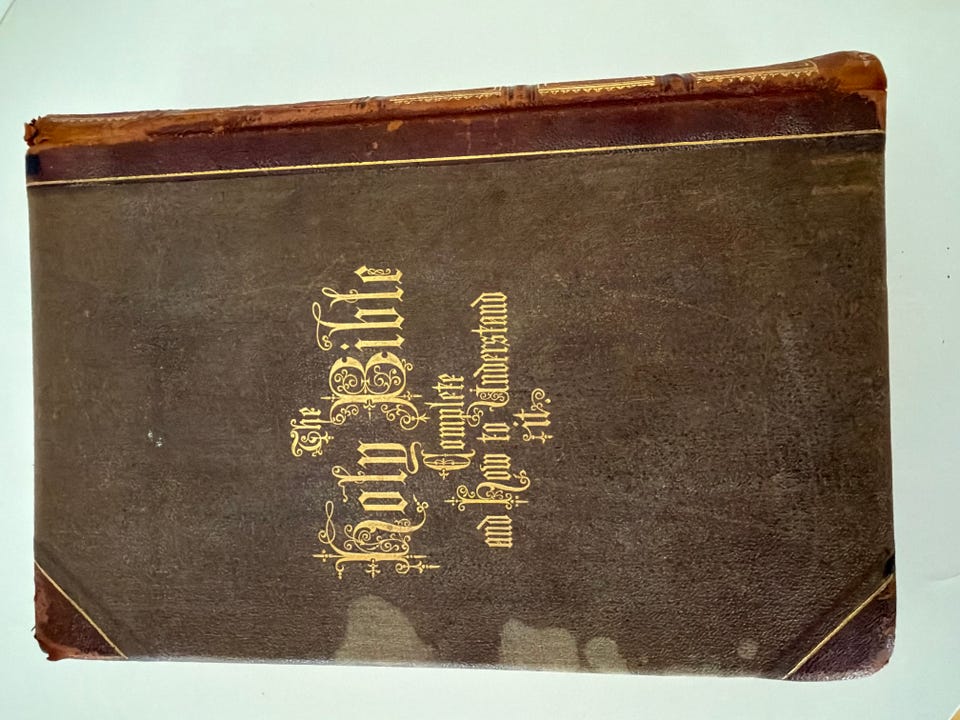 The
Holy Bible
Complete
and How to Understand
it.